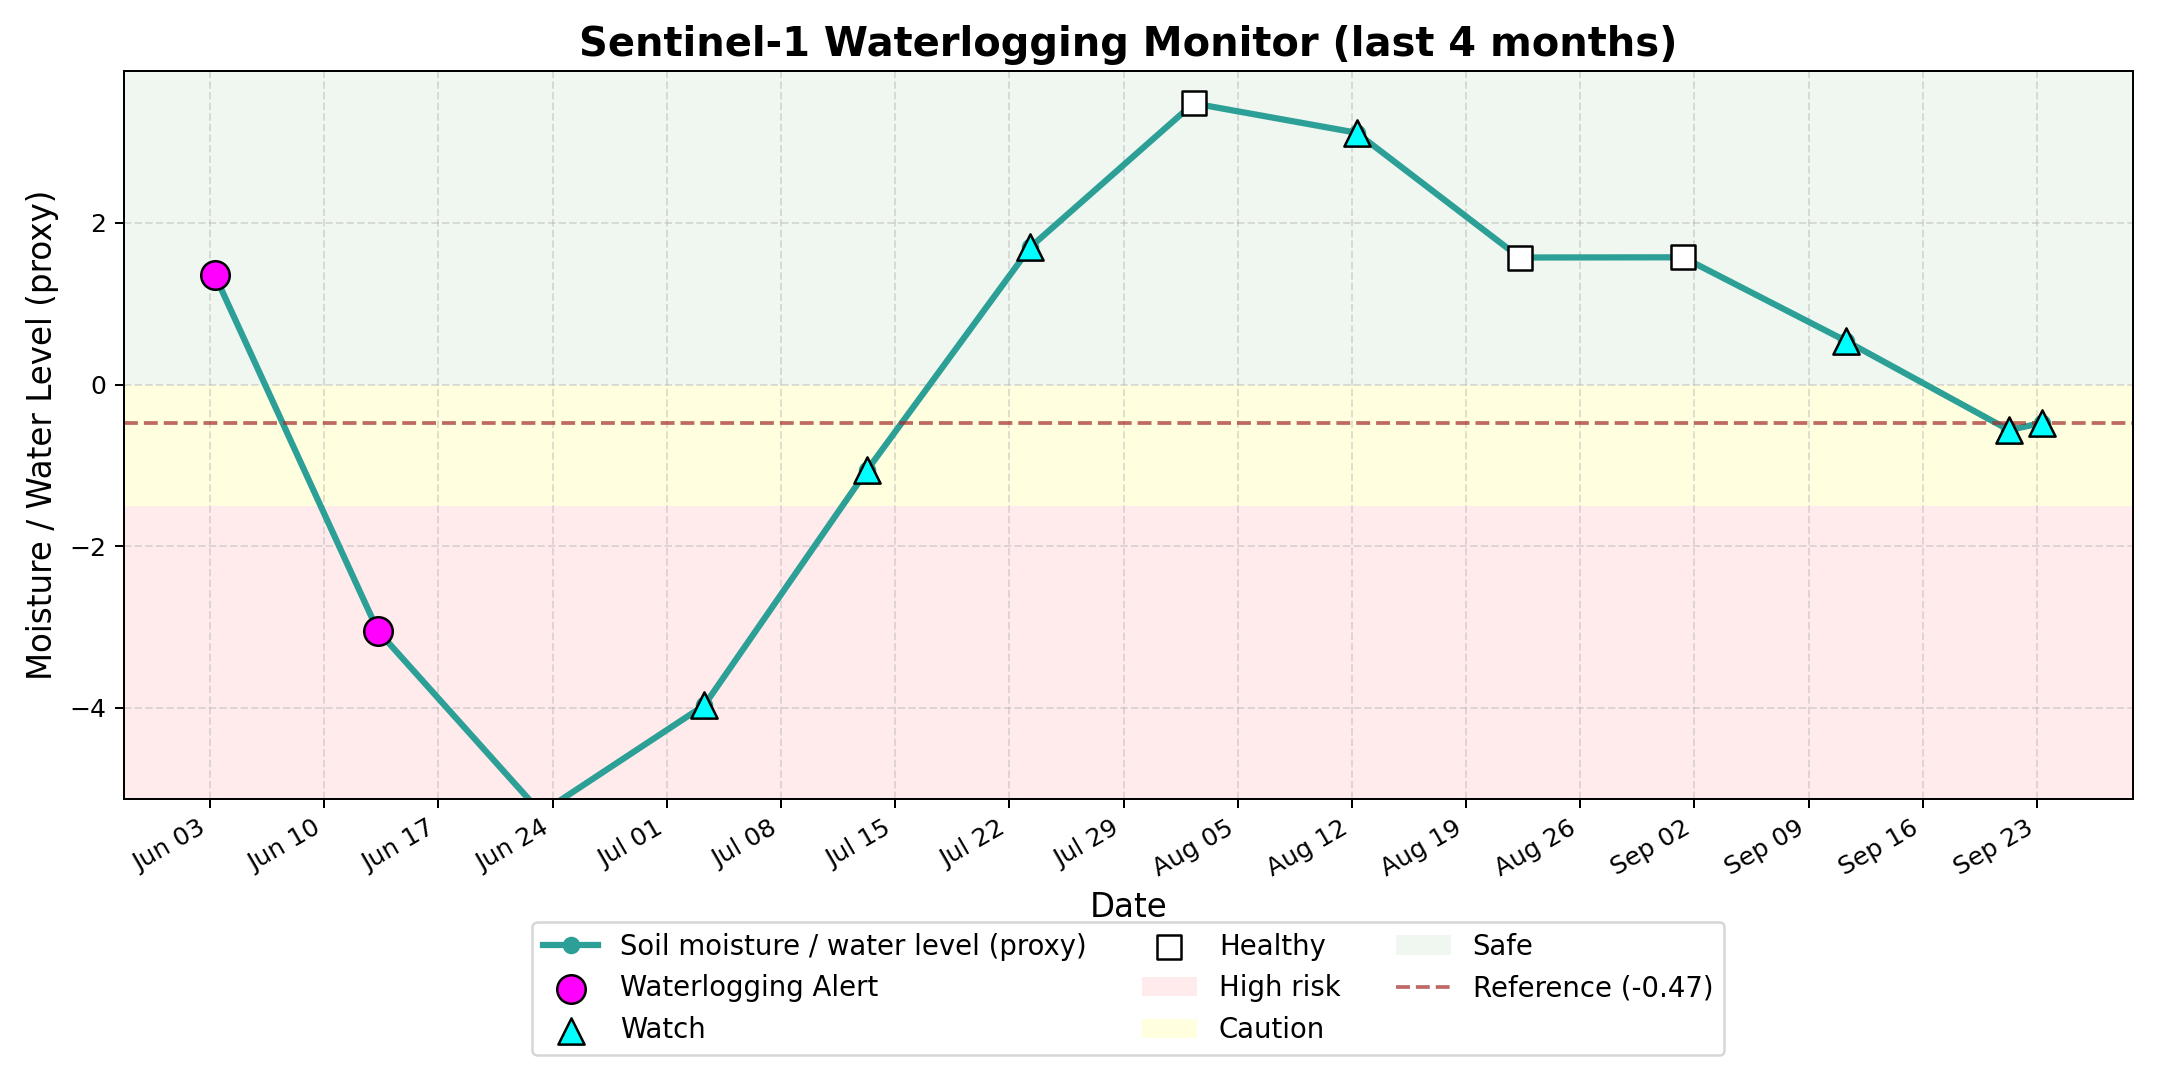 Sentinel-1 Waterlogging Monitor (last 4 months)
Moisture / Water Level (proxy)
2
0
−2
−4
Jun 03
Jun 10
Jun 17
Jun 24
Jul 01
Jul 08
Jul 15
Jul 22
Jul 29
Aug 05
Aug 12
Aug 19
Aug 26
Sep 02
Sep 09
Sep 16
Sep 23
Date
Soil moisture / water level (proxy)
Waterlogging Alert
Watch
Healthy
High risk
Caution
Safe
Reference (-0.47)